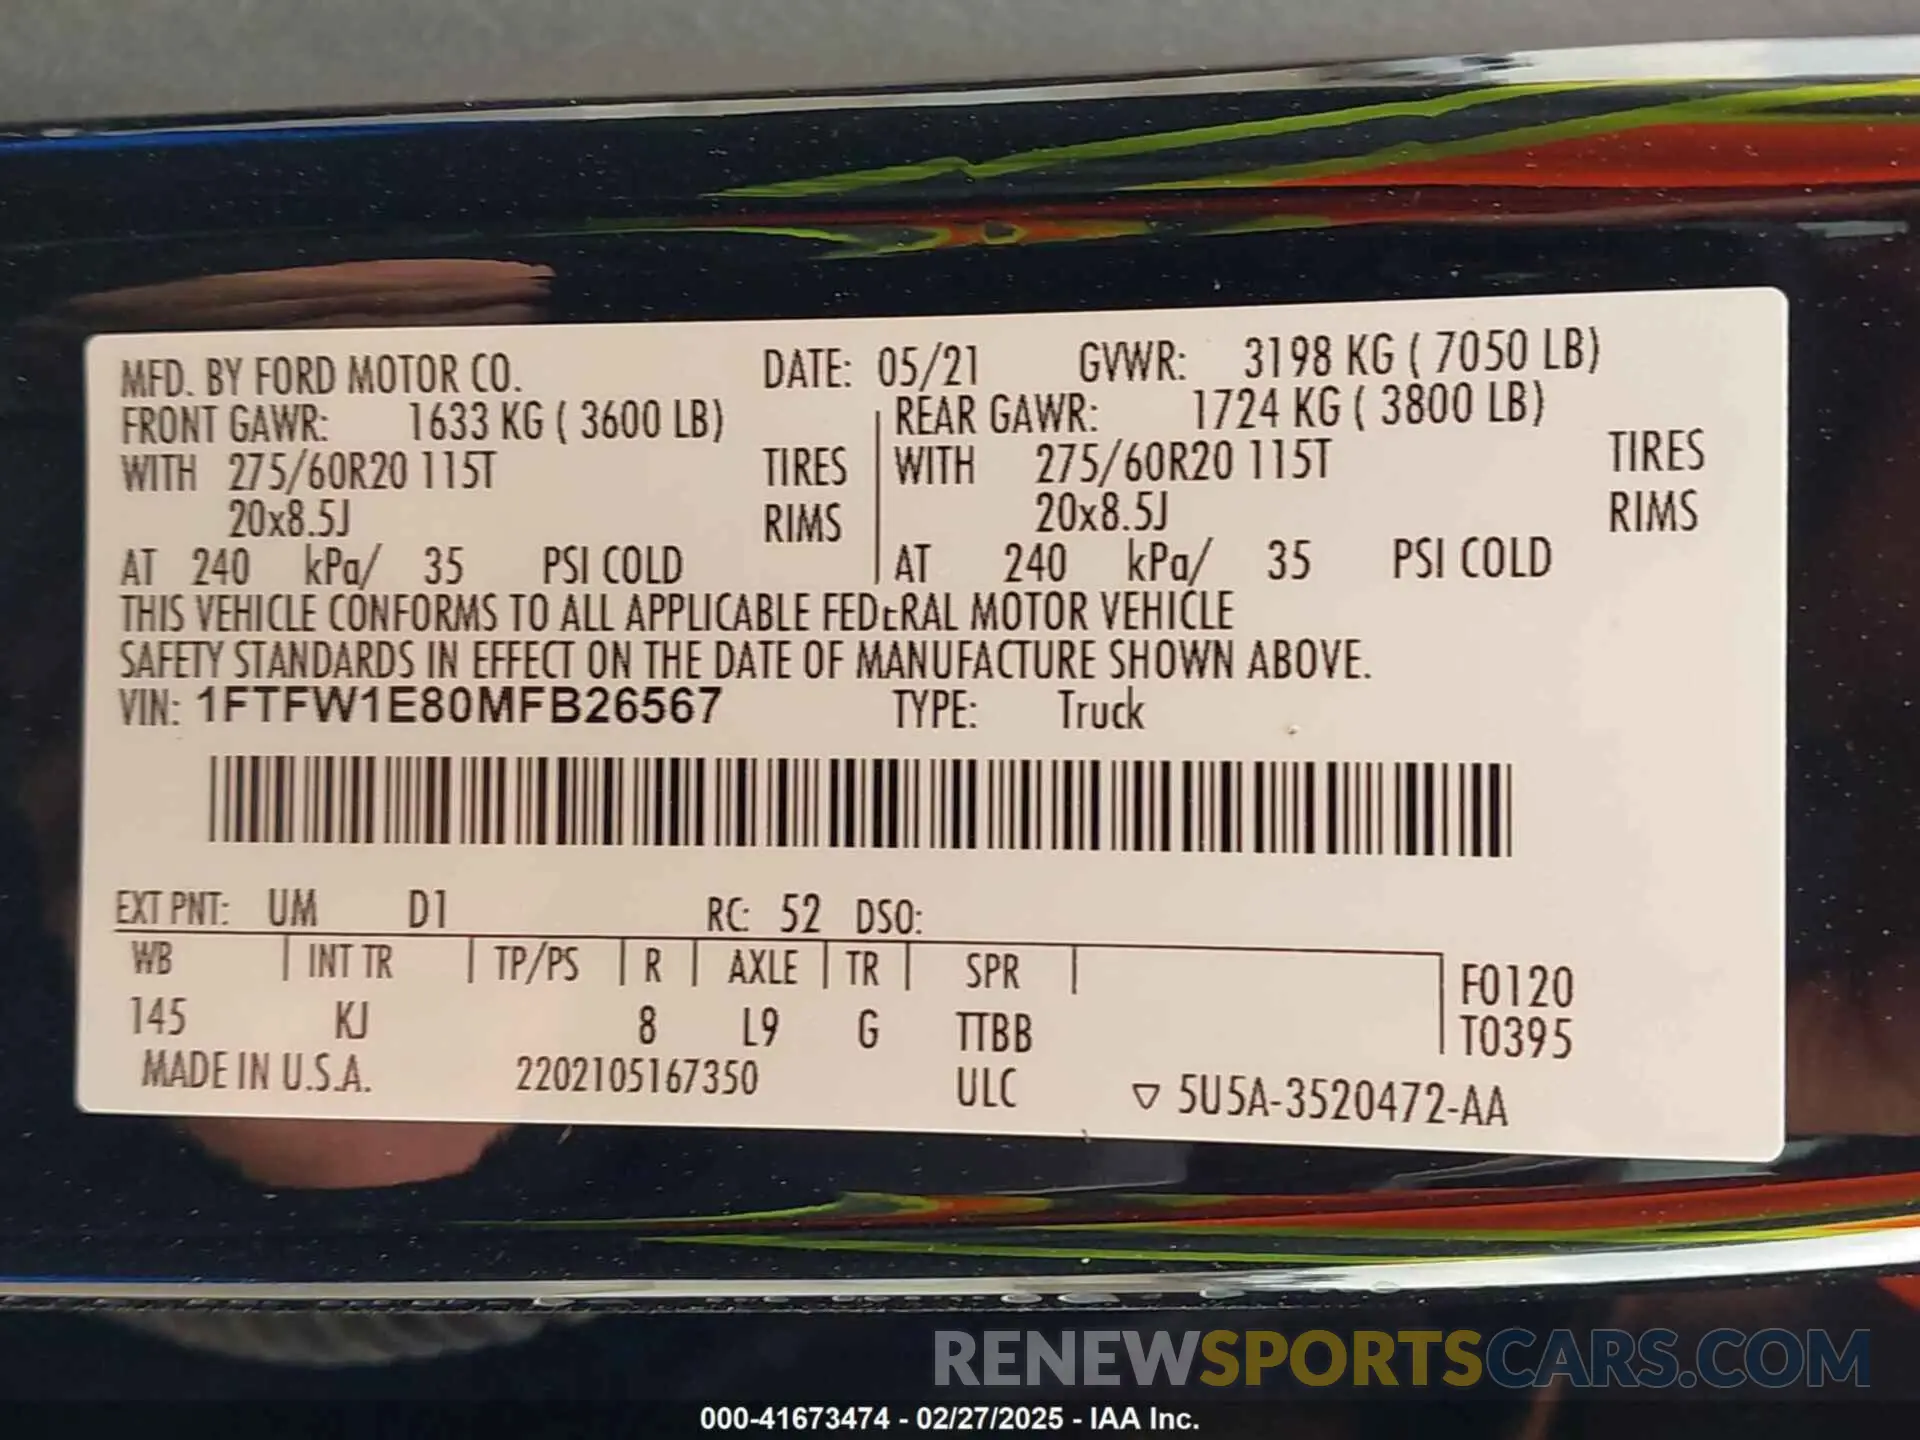 MFD. BY FORD MOTOR CO. DATE: 05/21 GVWR: 3198 KG ( 7050 LB)
FRONT GAWR: 1633 KG ( 3600 LB) REAR GAWR: 1724 KG ( 3800 LB)
WITH 275/60R20 115T TIRES WITH 275/60R20 115T TIRES
20x8.5J RIMS 20x8.5J RIMS
AT 240 kPa/ 35 PSI COLD AT 240 kPa/ 35 PSI COLD
THIS VEHICLE CONFORMS TO ALL APPLICABLE FEDERAL MOTOR VEHICLE
SAFETY STANDARDS IN EFFECT ON THE DATE OF MANUFACTURE SHOWN ABOVE.
VIN: 1FTFW1E80MFB26567 TYPE: Truck
EXT PNT: UM D1 RC: 52 DSO:
WB INT TR TP/PS R AXLE TR SPR F0120
145 KJ 8 L9 G TTBB T0395
MADE IN U.S.A. 2202105167350 ULC ▽ 5U5A-3520472-AA
RENEWSPORTSCARS.COM
000-41673474 - 02/27/2025 - IAA Inc.